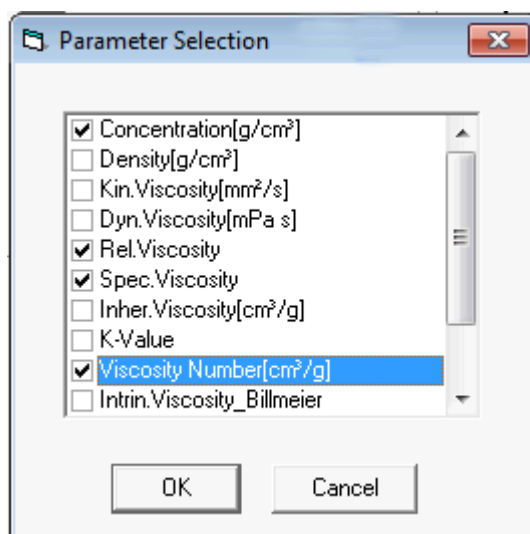 Parameter Selection
Concentration[g/cm³]
Density[g/cm³]
Kin.Viscosity[mm²/s]
Dyn.Viscosity[mPa s]
Rel.Viscosity
Spec.Viscosity
Inher.Viscosity[cm³/g]
K-Value
Viscosity Number[cm³/g]
Intrin.Viscosity_Billmeier
OK Cancel